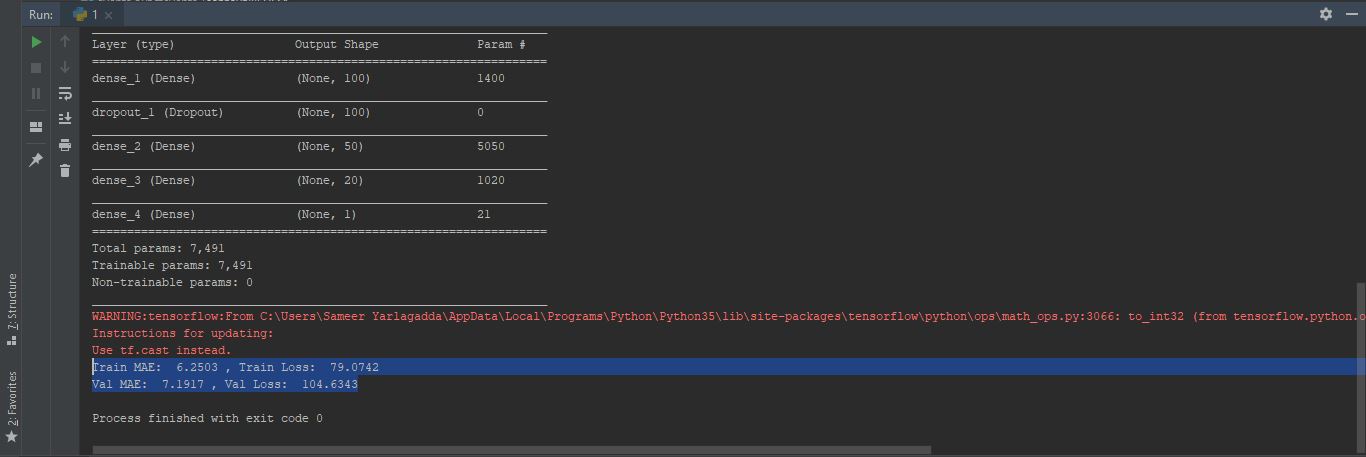 Run:
1
Layer (type) Output Shape Param #
=================================================================
dense_1 (Dense) (None, 100) 1400
dropout_1 (Dropout) (None, 100) 0
dense_2 (Dense) (None, 50) 5050
dense_3 (Dense) (None, 20) 1020
dense_4 (Dense) (None, 1) 21
=================================================================
Total params: 7,491
Trainable params: 7,491
Non-trainable params: 0
WARNING:tensorflow:From C:\Users\Sameer Yarlagadda\AppData\Local\Programs\Python\Python35\lib\site-packages\tensorflow\python\ops\math_ops.py:3066: to_int32 (from tensorflow.python.o
Instructions for updating:
Use tf.cast instead.
Train MAE: 6.2503 , Train Loss: 79.0742
Val MAE: 7.1917 , Val Loss: 104.6343
Process finished with exit code 0
7: Structure
2: Favorites